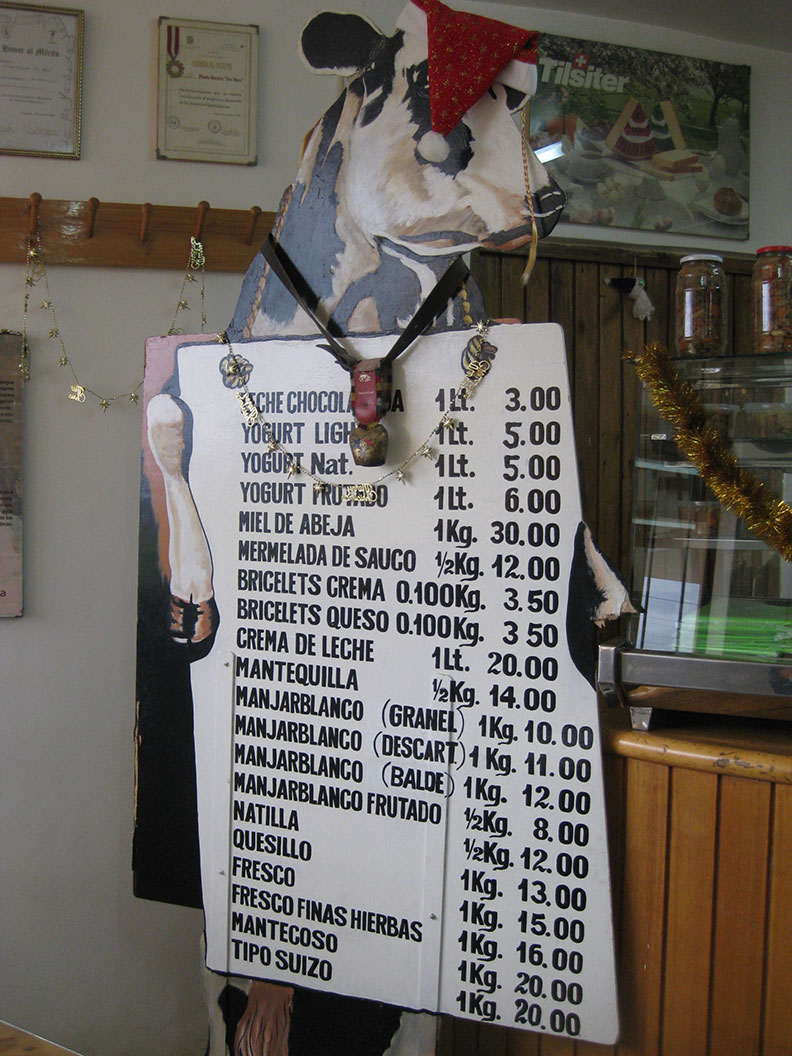 Honor al Mérito
Tilsiter
LECHE CHOCOLATADA 1Lt. 3.00
YOGURT LIGHT 1Lt. 5.00
YOGURT Nat. 1Lt. 5.00
YOGURT FRUTADO 1Lt. 6.00
MIEL DE ABEJA 1Kg. 30.00
MERMELADA DE SAUCO ½Kg. 12.00
BRICELETS CREMA 0.100Kg. 3.50
BRICELETS QUESO 0.100Kg. 3 50
CREMA DE LECHE 1Lt. 20.00
MANTEQUILLA ½Kg. 14.00
MANJARBLANCO (GRANEL) 1Kg. 10.00
MANJARBLANCO (DESCART) 1Kg. 11.00
MANJARBLANCO (BALDE) 1Kg. 12.00
MANJARBLANCO FRUTADO ½Kg. 8.00
NATILLA ½Kg. 12.00
QUESILLO 1Kg. 13.00
FRESCO 1Kg. 15.00
FRESCO FINAS HIERBAS 1Kg. 16.00
MANTECOSO 1Kg. 20.00
TIPO SUIZO 1Kg. 20.00